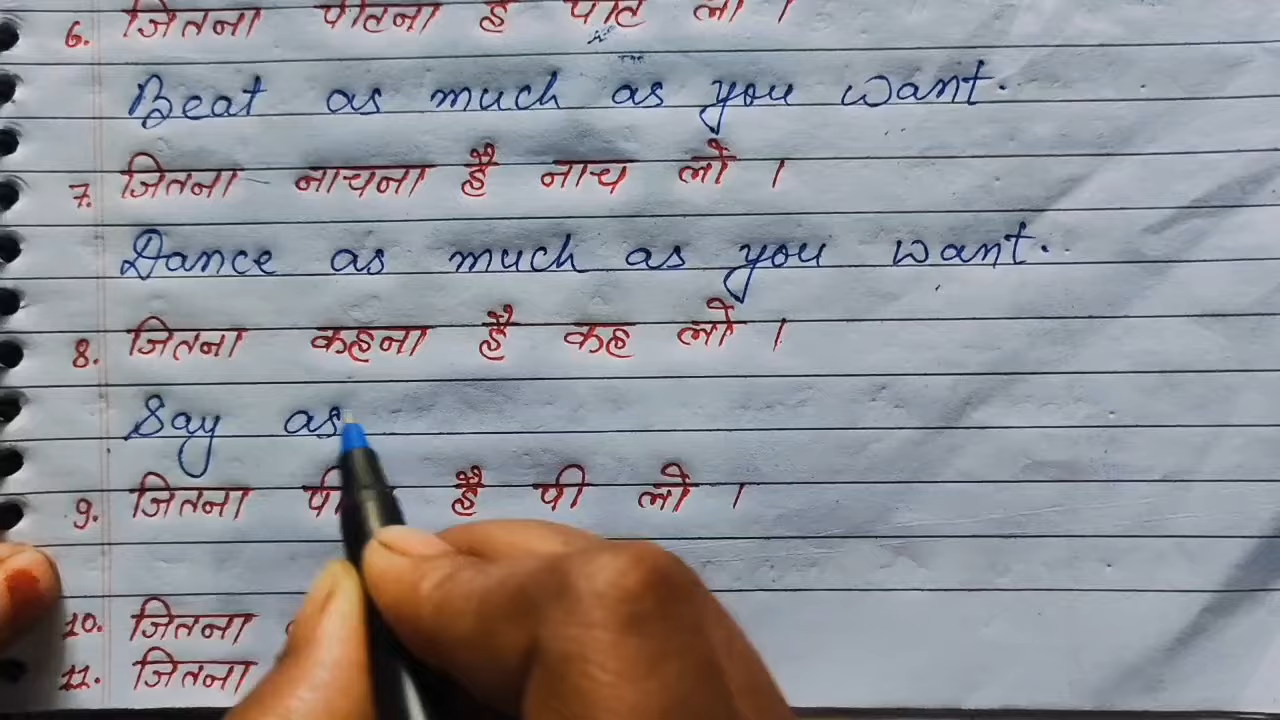 6. जितना पीटना है पीट लो ।
Beat as much as you want.
7. जितना नाचना है नाच लो ।
Dance as much as you want.
8. जितना कहना है कह लो ।
Say as
9. जितना है पी लो ।
10. जितना
11. जितना